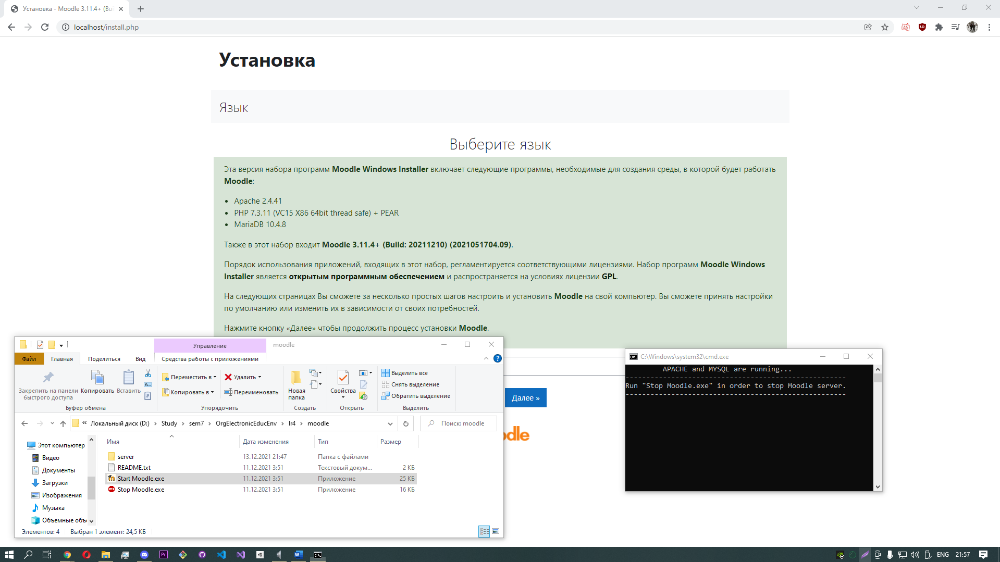 Установка - Moodle 3.11.4+ (Bu
localhost/install.php
Установка
Язык
Выберите язык
Эта версия набора программ Moodle Windows Installer включает следующие программы, необходимые для создания среды, в которой будет работать
Moodle:
Apache 2.4.41
PHP 7.3.11 (VC15 X86 64bit thread safe) + PEAR
MariaDB 10.4.8
Также в этот набор входит Moodle 3.11.4+ (Build: 20211210) (2021051704.09).
Порядок использования приложений, входящих в этот набор, регламентируется соответствующими лицензиями. Набор программ Moodle Windows
Installer является открытым программным обеспечением и распространяется на условиях лицензии GPL.
На следующих страницах Вы сможете за несколько простых шагов настроить и установить Moodle на свой компьютер. Вы сможете принять настройки
по умолчанию или изменить их в зависимости от своих потребностей.
Нажмите кнопку «Далее» чтобы продолжить процесс установки Moodle.
Далее »
odle
Управление
moodle
Файл
Главная
Поделиться
Вид
Средства работы с приложениями
Закрепить на панели
быстрого доступа
Копировать
Вставить
Буфер обмена
Переместить в
Копировать в
Удалить
Переименовать
Упорядочить
Новая
папка
Создать
Свойства
Открыть
Выделить все
Снять выделение
Обратить выделение
Выделить
« Локальный диск (D:) › Study › sem7 › OrgElectronicEducEnv › lr4 › moodle
Поиск: moodle
Этот компьютер
Видео
Документы
Загрузки
Изображения
Музыка
Объемные объ
Имя Дата изменения Тип Размер
server 13.12.2021 21:47 Папка с файлами
README.txt 11.12.2021 3:51 Текстовый докум... 2 КБ
Start Moodle.exe 11.12.2021 3:51 Приложение 25 КБ
Stop Moodle.exe 11.12.2021 3:51 Приложение 16 КБ
Элементов: 4 Выбран 1 элемент: 24,5 КБ
C:\Windows\system32\cmd.exe
APACHE and MYSQL are running...
Run "Stop Moodle.exe" in order to stop Moodle server.
ENG 21:57